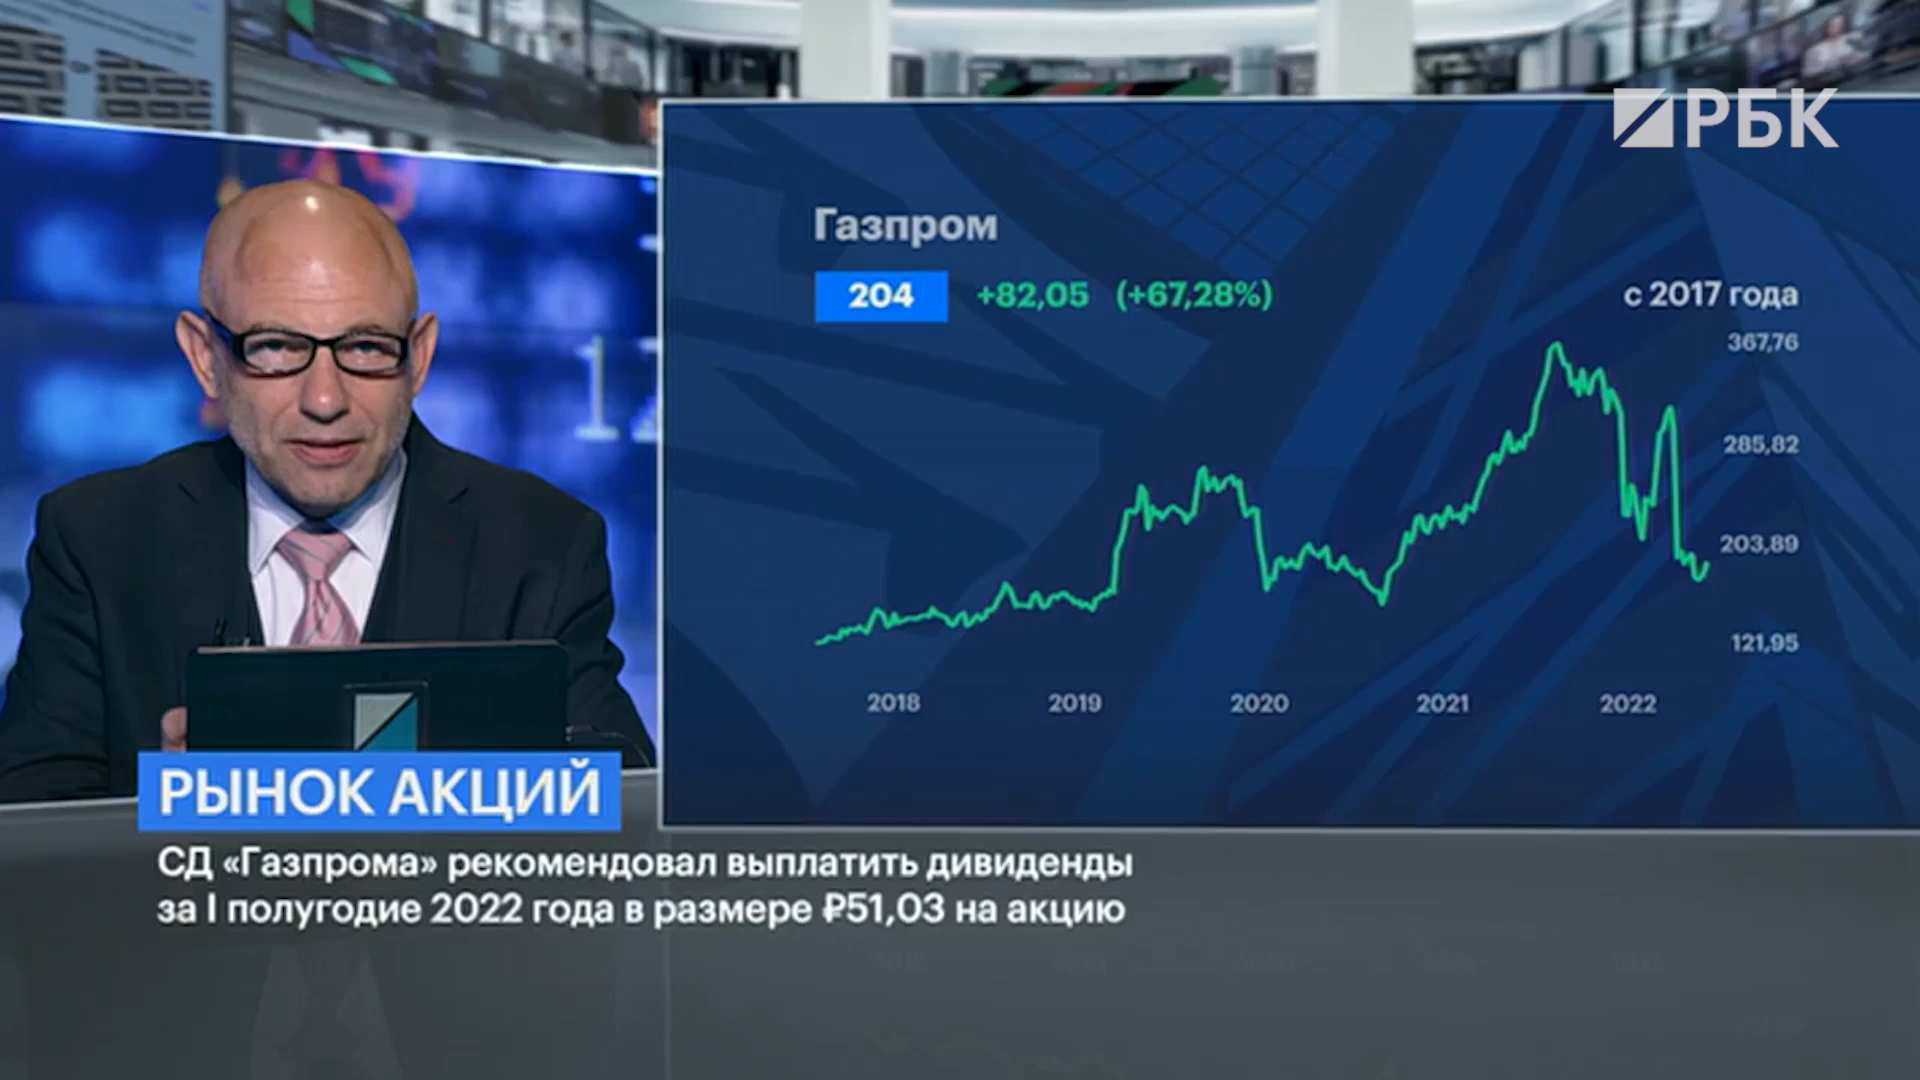 РБК
Газпром
204 +82,05 (+67,28%) с 2017 года
367,76
285,82
203,89
121,95
2018 2019 2020 2021 2022
РЫНОК АКЦИЙ
СД «Газпрома» рекомендовал выплатить дивиденды
за I полугодие 2022 года в размере ₽51,03 на акцию